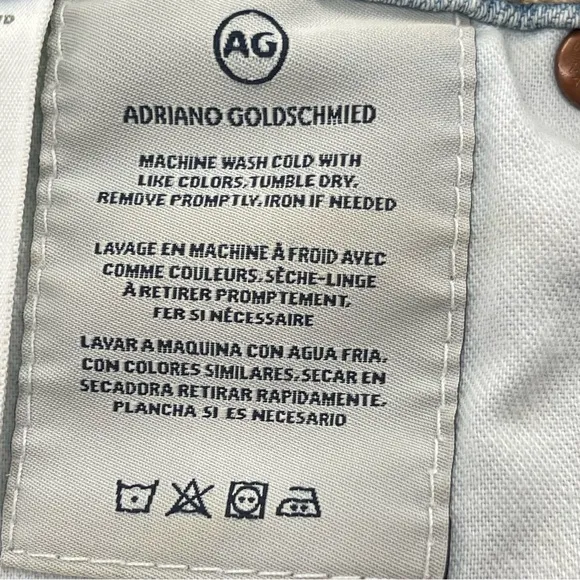 AG
ADRIANO GOLDSCHMIED
MACHINE WASH COLD WITH
LIKE COLORS, TUMBLE DRY,
REMOVE PROMPTLY, IRON IF NEEDED
LAVAGE EN MACHINE À FROID AVEC
COMME COULEURS, SÈCHE-LINGE
À RETIRER PROMPTEMENT,
FER SI NÉCESSAIRE
LAVAR A MAQUINA CON AGUA FRIA,
CON COLORES SIMILARES, SECAR EN
SECADORA RETIRAR RAPIDAMENTE,
PLANCHA SI ES NECESARIO